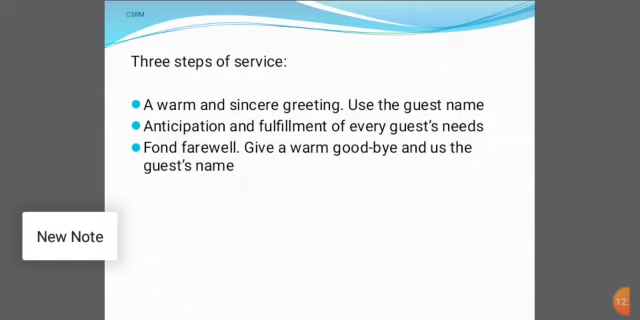 CSRM
Three steps of service:
A warm and sincere greeting. Use the guest name
Anticipation and fulfillment of every guest's needs
Fond farewell. Give a warm good-bye and us the
guest's name
New Note
12: